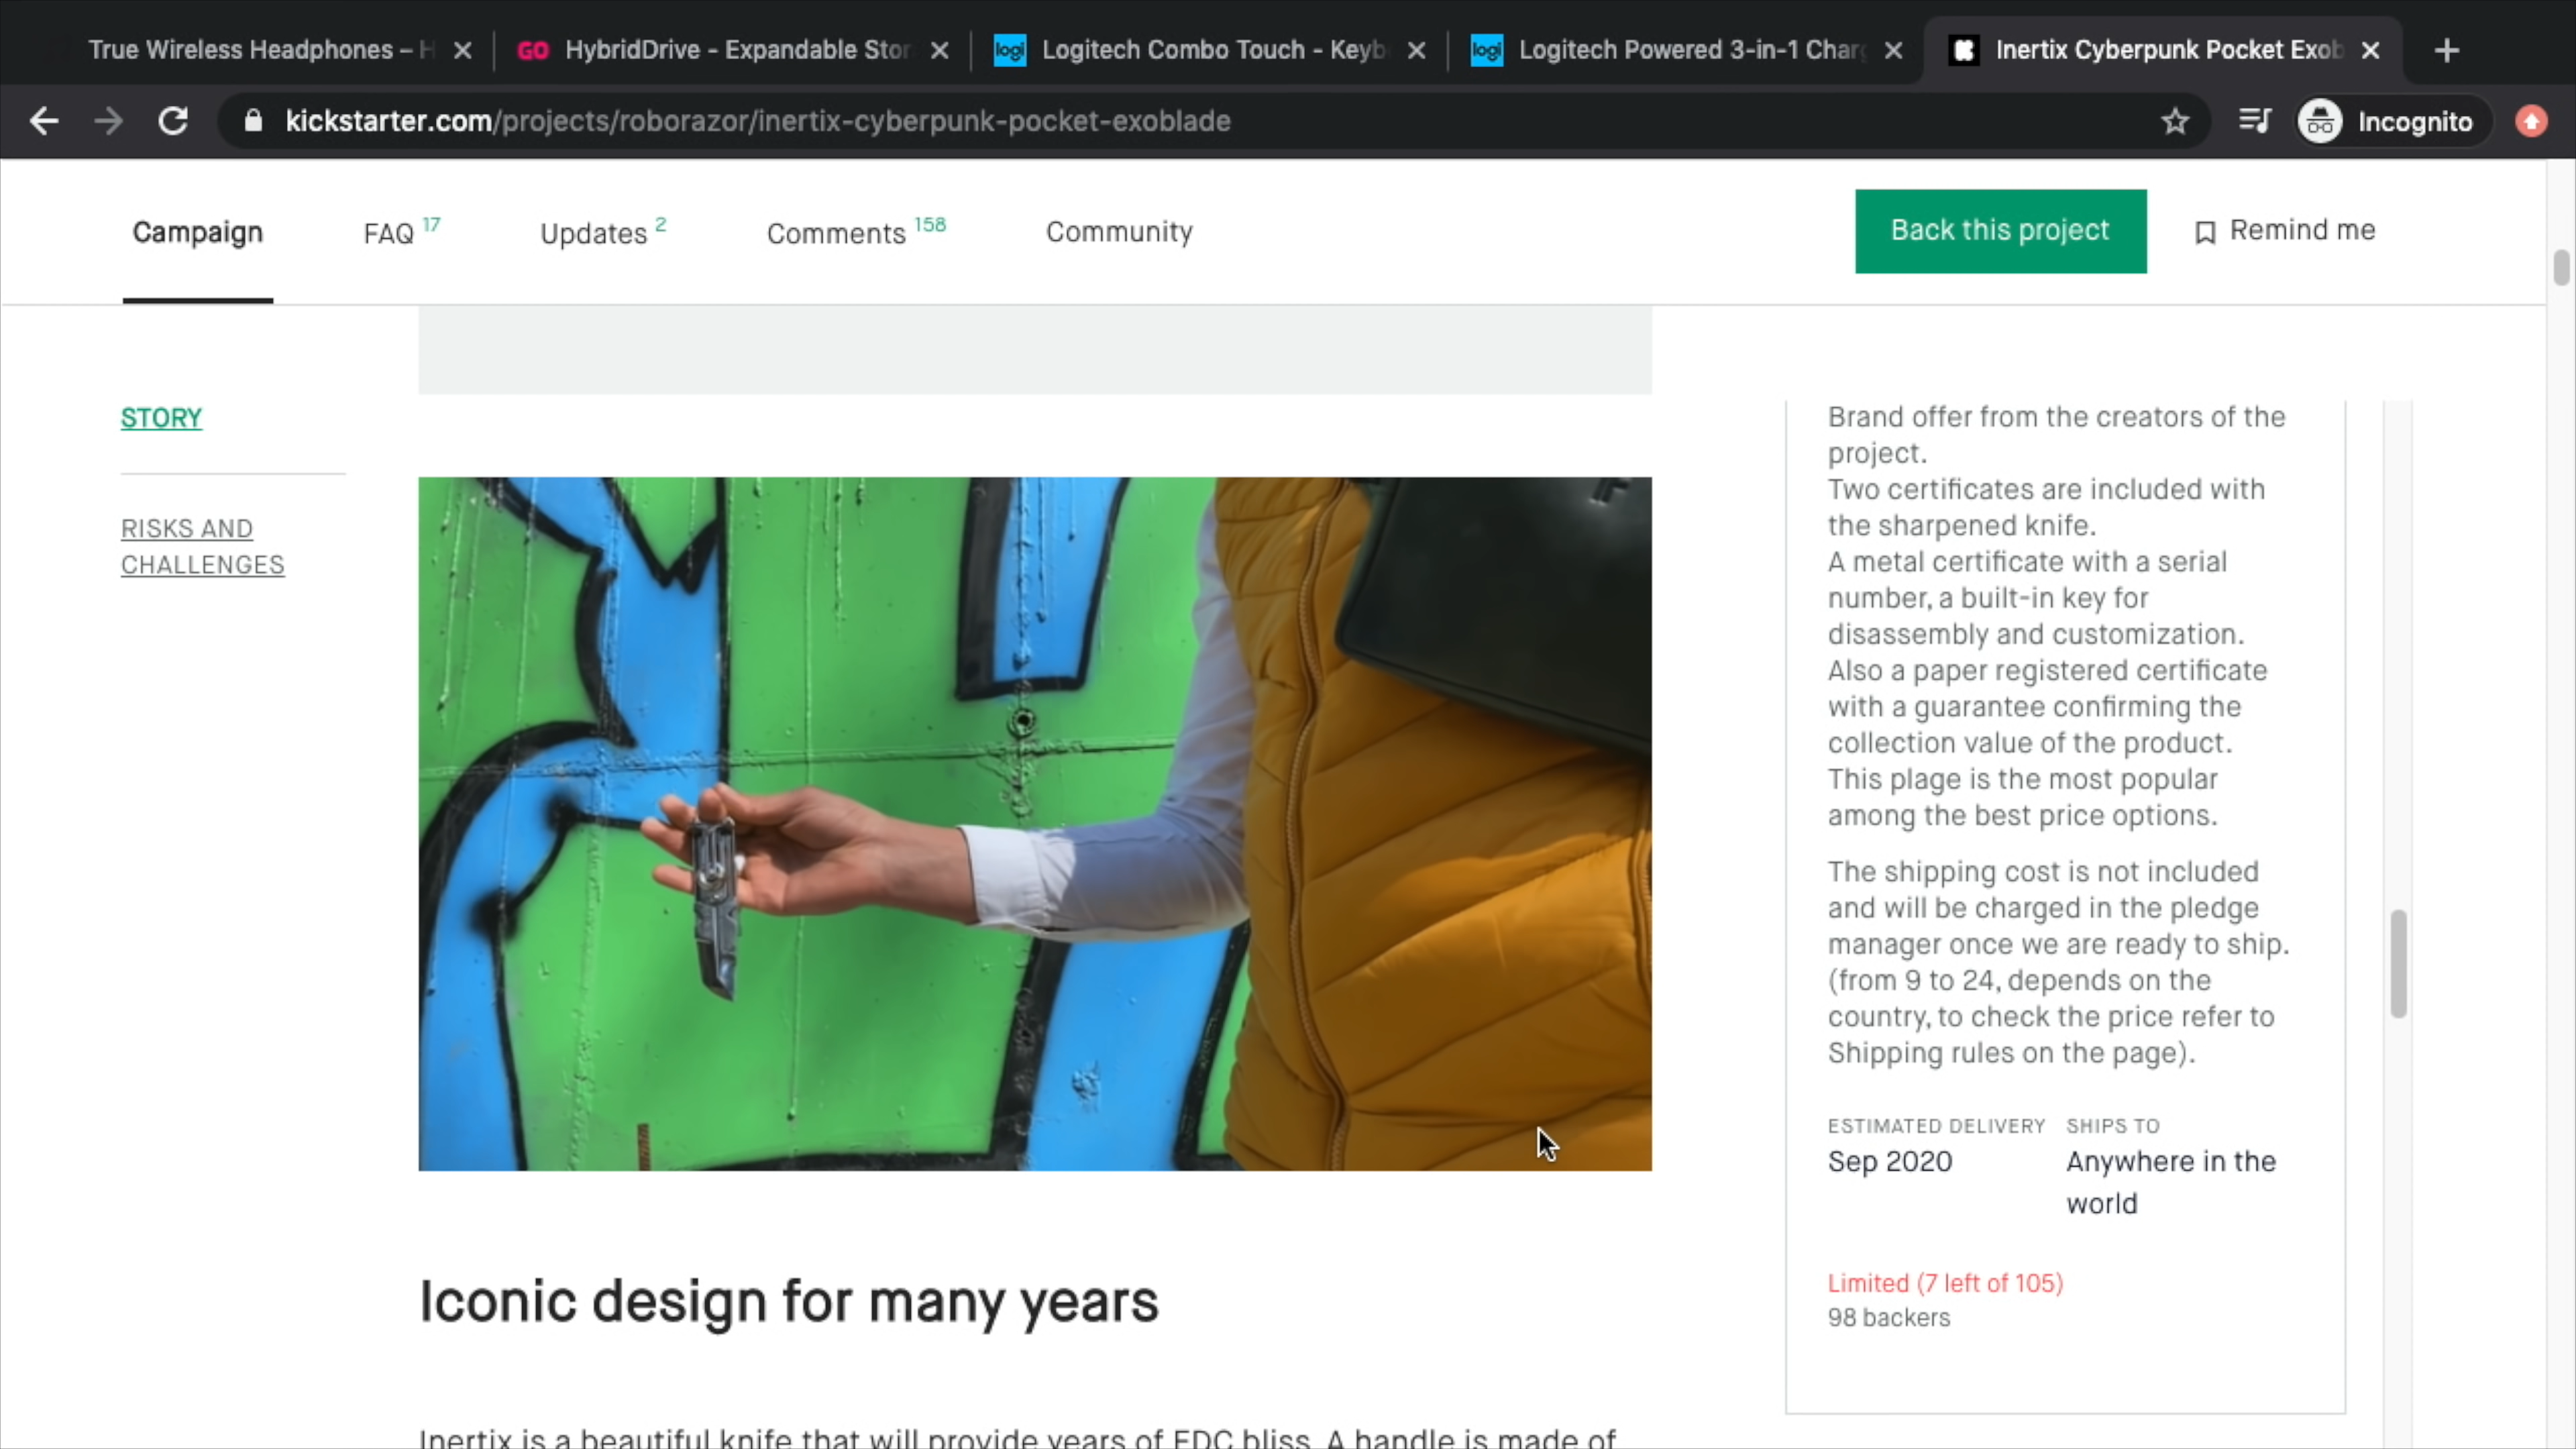 True Wireless Headphones – H
GO HybridDrive - Expandable Stor
logi Logitech Combo Touch - Keyb
logi Logitech Powered 3-in-1 Charg
K Inertix Cyberpunk Pocket Exob
kickstarter.com/projects/roborazor/inertix-cyberpunk-pocket-exoblade
Incognito
Campaign
FAQ 17
Updates 2
Comments 158
Community
Back this project
Remind me
STORY
RISKS AND
CHALLENGES
Brand offer from the creators of the
project.
Two certificates are included with
the sharpened knife.
A metal certificate with a serial
number, a built-in key for
disassembly and customization.
Also a paper registered certificate
with a guarantee confirming the
collection value of the product.
This plage is the most popular
among the best price options.
The shipping cost is not included
and will be charged in the pledge
manager once we are ready to ship.
(from 9 to 24, depends on the
country, to check the price refer to
Shipping rules on the page).
ESTIMATED DELIVERY
Sep 2020
SHIPS TO
Anywhere in the
world
Limited (7 left of 105)
98 backers
Iconic design for many years
Inertix is a beautiful knife that will provide years of EDC bliss. A handle is made of